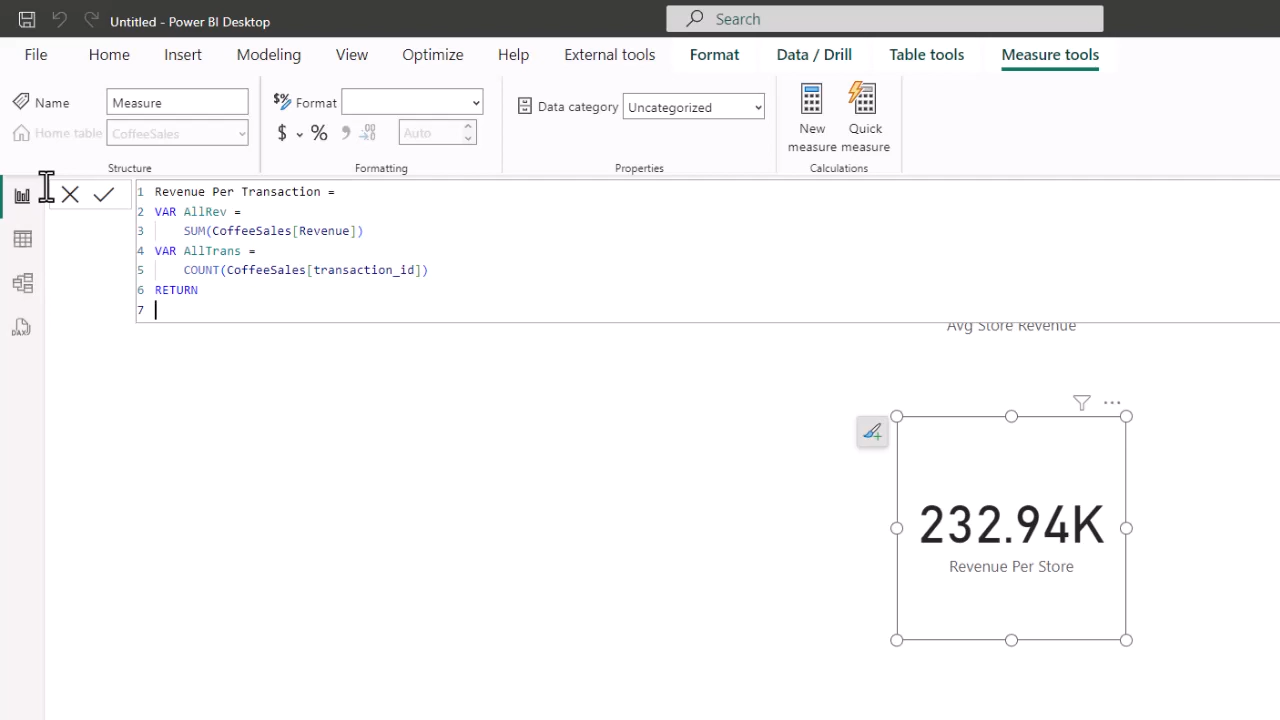 Untitled - Power BI Desktop
Search
File Home Insert Modeling View Optimize Help External tools Format Data / Drill Table tools Measure tools
Name Measure
Home table CoffeeSales
Structure
$% Format
$ % Auto
Formatting
Data category Uncategorized
Properties
New measure
Quick measure
Calculations
1 Revenue Per Transaction =
2 VAR AllRev =
3 SUM(CoffeeSales[Revenue])
4 VAR AllTrans =
5 COUNT(CoffeeSales[transaction_id])
6 RETURN
7
DAX
Avg Store Revenue
232.94K
Revenue Per Store